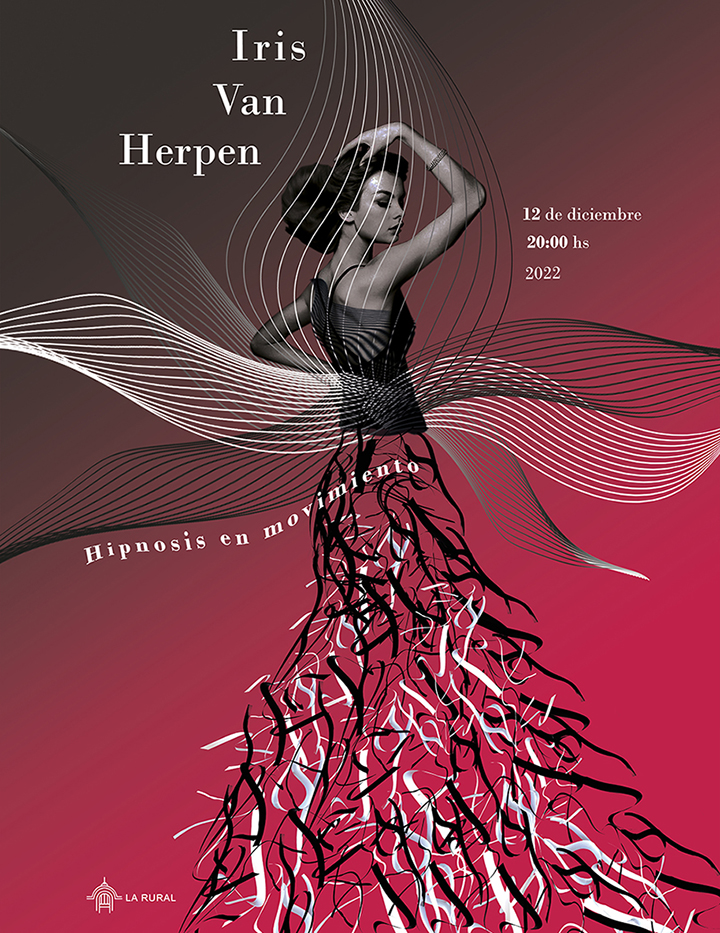 Iris
Van
Herpen
12 de diciembre
20:00 hs
2022
Hipnosis en movimiento
LA RURAL